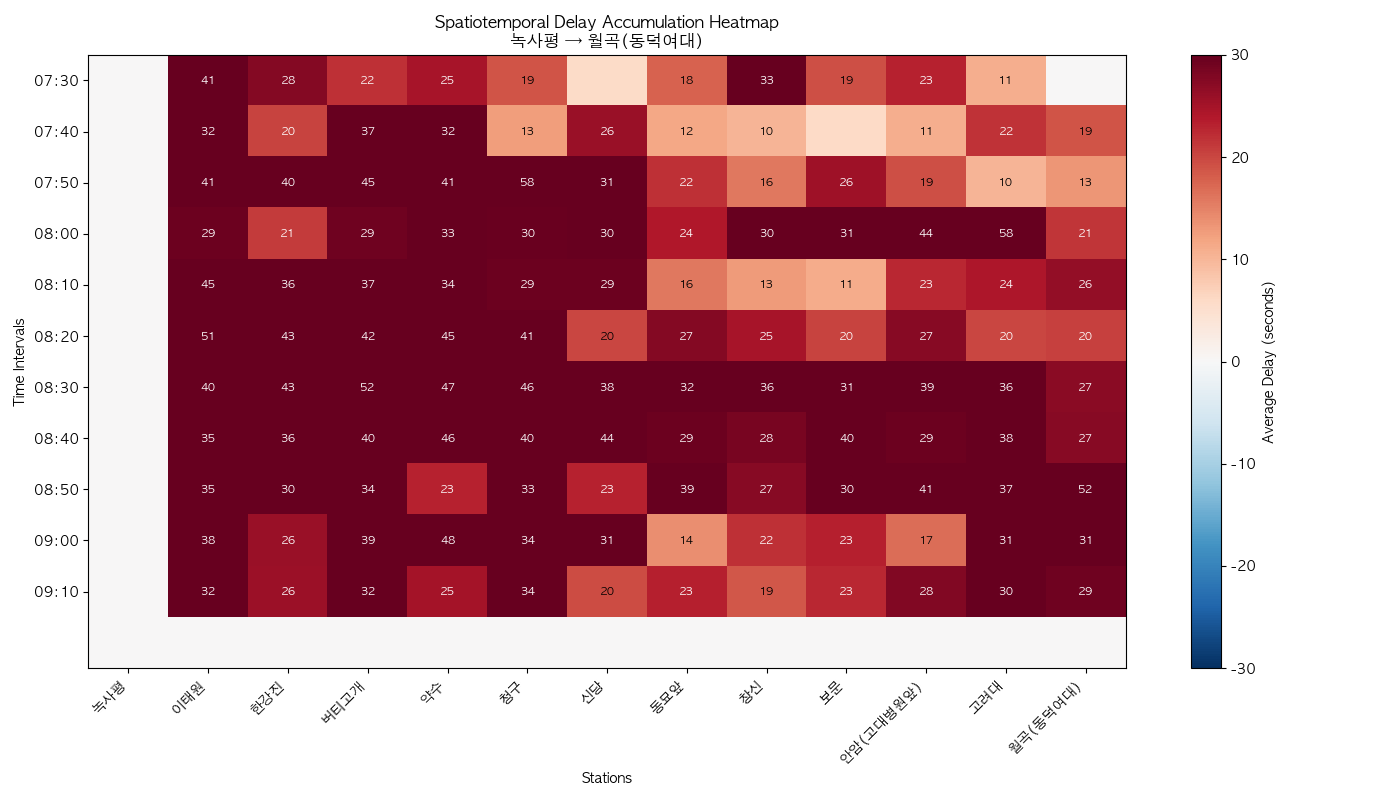 Spatiotemporal Delay Accumulation Heatmap
녹사평 → 월곡(동덕여대)
07:30 41 28 22 25 19 18 33 19 23 11
07:40 32 20 37 32 13 26 12 10 11 22 19
07:50 41 40 45 41 58 31 22 16 26 19 10 13
08:00 29 21 29 33 30 30 24 30 31 44 58 21
08:10 45 36 37 34 29 29 16 13 11 23 24 26
08:20 51 43 42 45 41 20 27 25 20 27 20 20
08:30 40 43 52 47 46 38 32 36 31 39 36 27
08:40 35 36 40 46 40 44 29 28 40 29 38 27
08:50 35 30 34 23 33 23 39 27 30 41 37 52
09:00 38 26 39 48 34 31 14 22 23 17 31 31
09:10 32 26 32 25 34 20 23 19 23 28 30 29
Time Intervals
녹사평 이태원 한강진 버티고개 약수 청구 신당 동묘앞 창신 보문 안암(고대병원앞) 고려대 월곡(동덕여대)
Stations
30
20
10
0
-10
-20
-30
Average Delay (seconds)